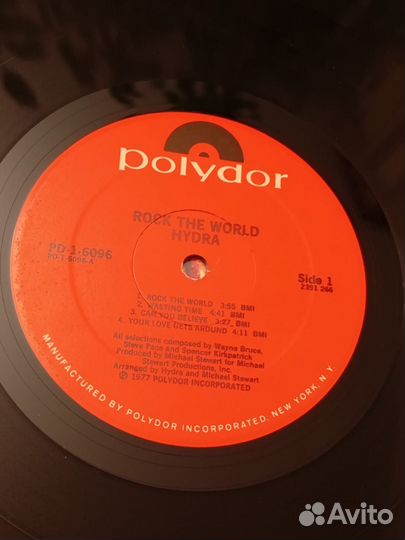 polydor
ROCK THE WORLD
HYDRA
PD-1-6096
PD-1-6096-A
Side 1
2391 266
1. ROCK THE WORLD 3:55 BMI
2. WASTING TIME 4:41 BMI
3. CAN YOU BELIEVE 3:27 BMI
4. YOUR LOVE GETS AROUND 4:11 BMI
All selections composed by Wayne Bruce,
Steve Pace and Spencer Kirkpatrick
Produced by Michael Stewart for Michael
Stewart Productions, Inc.
Arranged by Hydra and Michael Stewart
℗ 1977 POLYDOR INCORPORATED
MANUFACTURED BY POLYDOR INCORPORATED. NEW YORK, N.Y.
Avito